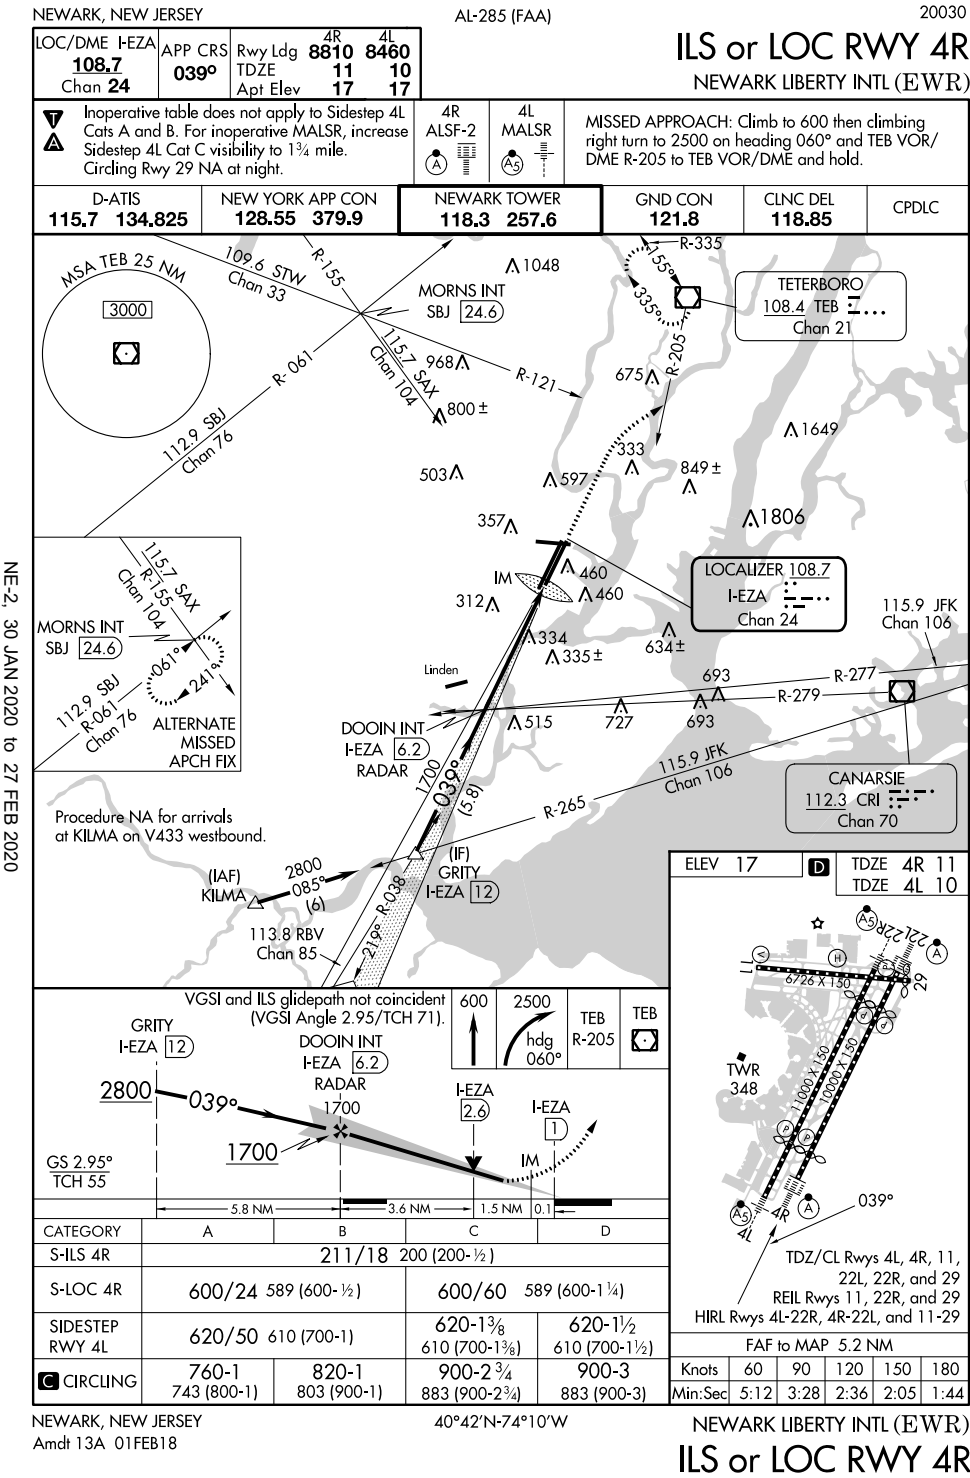 NEWARK, NEW JERSEY
AL-285 (FAA)
20030
LOC/DME I-EZA
108.7
Chan 24
APP CRS
039°
4R 4L
Rwy Ldg 8810 8460
TDZE 11 10
Apt Elev 17 17
ILS or LOC RWY 4R
NEWARK LIBERTY INTL (EWR)
T
A
Inoperative table does not apply to Sidestep 4L
Cats A and B. For inoperative MALSR, increase
Sidestep 4L Cat C visibility to 1¾ mile.
Circling Rwy 29 NA at night.
4R
ALSF-2
A
4L
MALSR
A5
MISSED APPROACH: Climb to 600 then climbing
right turn to 2500 on heading 060° and TEB VOR/
DME R-205 to TEB VOR/DME and hold.
D-ATIS
115.7 134.825
NEW YORK APP CON
128.55 379.9
NEWARK TOWER
118.3 257.6
GND CON
121.8
CLNC DEL
118.85
CPDLC
MSA TEB 25 NM
3000
109.6 STW
Chan 33
R-155
1048
MORNS INT
SBJ 24.6
115.7 SAX
Chan 104
R-061
112.9 SBJ
Chan 76
R-121
968
800±
R-335
155°
335°
TETERBORO
108.4 TEB
Chan 21
R-205
675
1649
503
597
333
849±
357
1806
IM
460
460
312
334
335±
634±
LOCALIZER 108.7
I-EZA
Chan 24
115.9 JFK
Chan 106
R-277
R-279
Linden
693
693
727
515
DOOIN INT
I-EZA 6.2
RADAR
1700
039°
(5.8)
115.9 JFK
Chan 106
R-265
CANARSIE
112.3 CRI
Chan 70
115.7 SAX
R-155
Chan 104
MORNS INT
SBJ 24.6
061°
241°
112.9 SBJ
R-061
Chan 76
ALTERNATE
MISSED
APCH FIX
Procedure NA for arrivals
at KILMA on V433 westbound.
(IAF)
KILMA
2800
085°
(6)
(IF)
GRITY
I-EZA 12
R-038
219°
113.8 RBV
Chan 85
NE-2, 30 JAN 2020 to 27 FEB 2020
ELEV 17
D
TDZE 4R 11
TDZE 4L 10
A5
22R
22L
A
V
H
11
6726 X 150
29
P
P
P
TWR
348
11000 X 150
10000 X 150
P
P
A5
4L
4R
A
039°
TDZ/CL Rwys 4L, 4R, 11,
22L, 22R, and 29
REIL Rwys 11, 22R, and 29
HIRL Rwys 4L-22R, 4R-22L, and 11-29
FAF to MAP 5.2 NM
Knots 60 90 120 150 180
Min:Sec 5:12 3:28 2:36 2:05 1:44
VGSI and ILS glidepath not coincident
(VGSI Angle 2.95/TCH 71).
600
2500
hdg
060°
TEB
R-205
TEB
GRITY
I-EZA 12
DOOIN INT
I-EZA 6.2
RADAR
1700
2800
039°
1700
GS 2.95°
TCH 55
I-EZA
2.6
I-EZA
1
IM
5.8 NM
3.6 NM
1.5 NM
0.1
CATEGORY A B C D
S-ILS 4R 211/18 200 (200-½)
S-LOC 4R 600/24 589 (600-½) 600/60 589 (600-1¼)
SIDESTEP
RWY 4L
620/50 610 (700-1)
620-1⅜
610 (700-1⅜)
620-1½
610 (700-1½)
C CIRCLING
760-1
743 (800-1)
820-1
803 (900-1)
900-2¾
883 (900-2¾)
900-3
883 (900-3)
NEWARK, NEW JERSEY
Amdt 13A 01FEB18
40°42'N-74°10'W
NEWARK LIBERTY INTL (EWR)
ILS or LOC RWY 4R